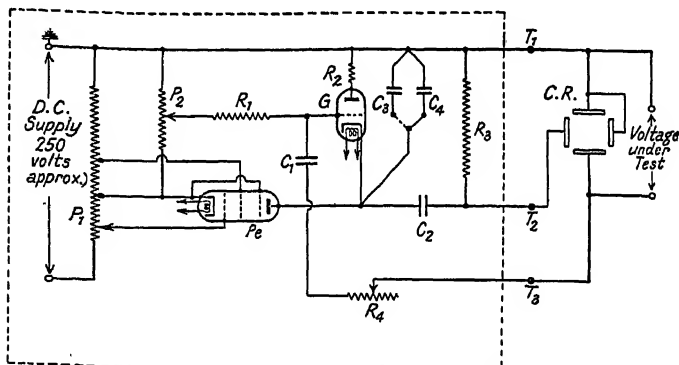 D.C.
Supply
250
volts
approx.)
P1
P2
R1
R2
G
C1
C3
C4
R3
Pe
C2
R4
T1
T2
T3
C.R.
Voltage
under
Test